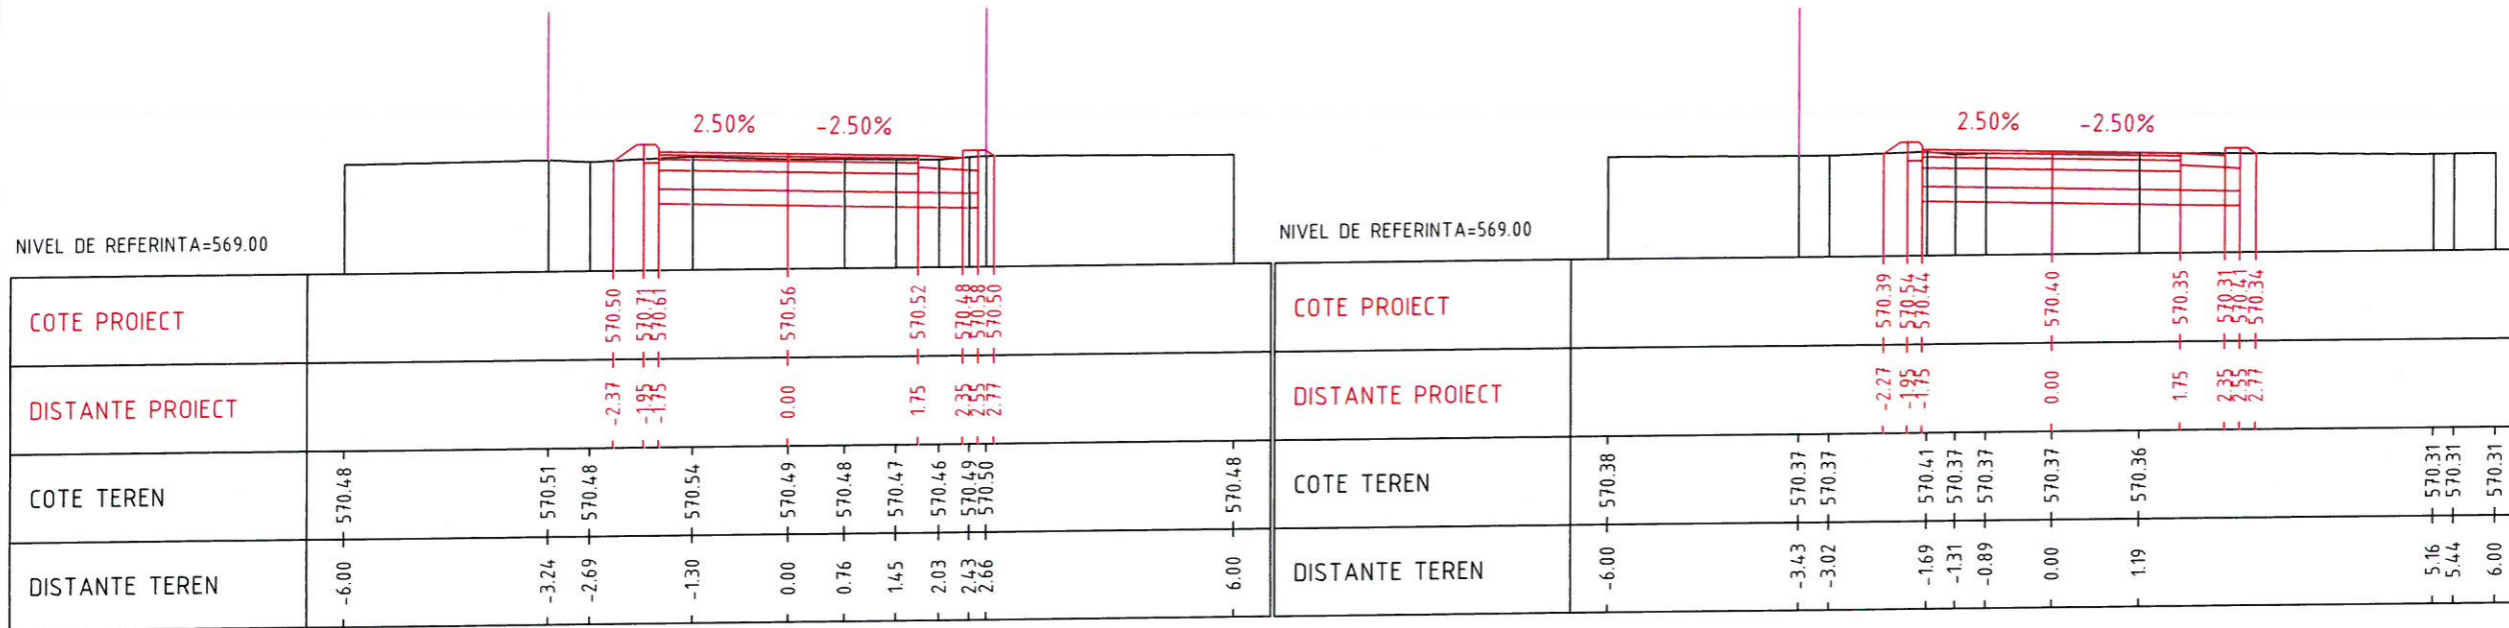 2.50% -2.50%
NIVEL DE REFERINTA=569.00
COTE PROIECT 570.50 570.71 570.61 570.56 570.52 570.48 570.58 570.50
DISTANTE PROIECT -2.37 -1.95 -1.75 0.00 1.75 2.35 2.55 2.77
COTE TEREN 570.48 570.51 570.48 570.54 570.49 570.48 570.47 570.46 570.49 570.50 570.48
DISTANTE TEREN -6.00 -3.24 -2.69 -1.30 0.00 0.76 1.45 2.03 2.43 2.66 6.00
2.50% -2.50%
NIVEL DE REFERINTA=569.00
COTE PROIECT 570.39 570.54 570.44 570.40 570.35 570.31 570.41 570.34
DISTANTE PROIECT -2.27 -1.95 -1.75 0.00 1.75 2.35 2.55 2.77
COTE TEREN 570.38 570.37 570.37 570.41 570.37 570.37 570.37 570.36 570.31 570.31 570.31
DISTANTE TEREN -6.00 -3.43 -3.02 -1.69 -1.31 -0.89 0.00 1.19 5.16 5.44 6.00